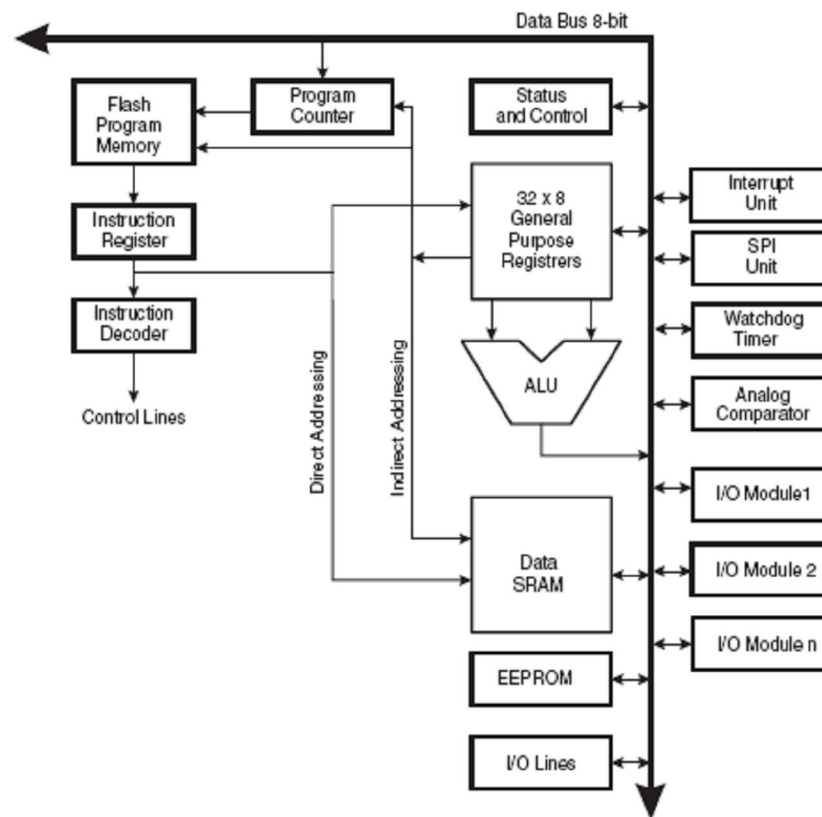 Data Bus 8-bit
Flash
Program
Memory
Program
Counter
Status
and Control
32 x 8
General
Purpose
Registrers
Interrupt
Unit
Instruction
Register
SPI
Unit
Instruction
Decoder
Watchdog
Timer
Control Lines
Direct Addressing
Indirect Addressing
ALU
Analog
Comparator
I/O Module1
Data
SRAM
I/O Module 2
I/O Module n
EEPROM
I/O Lines